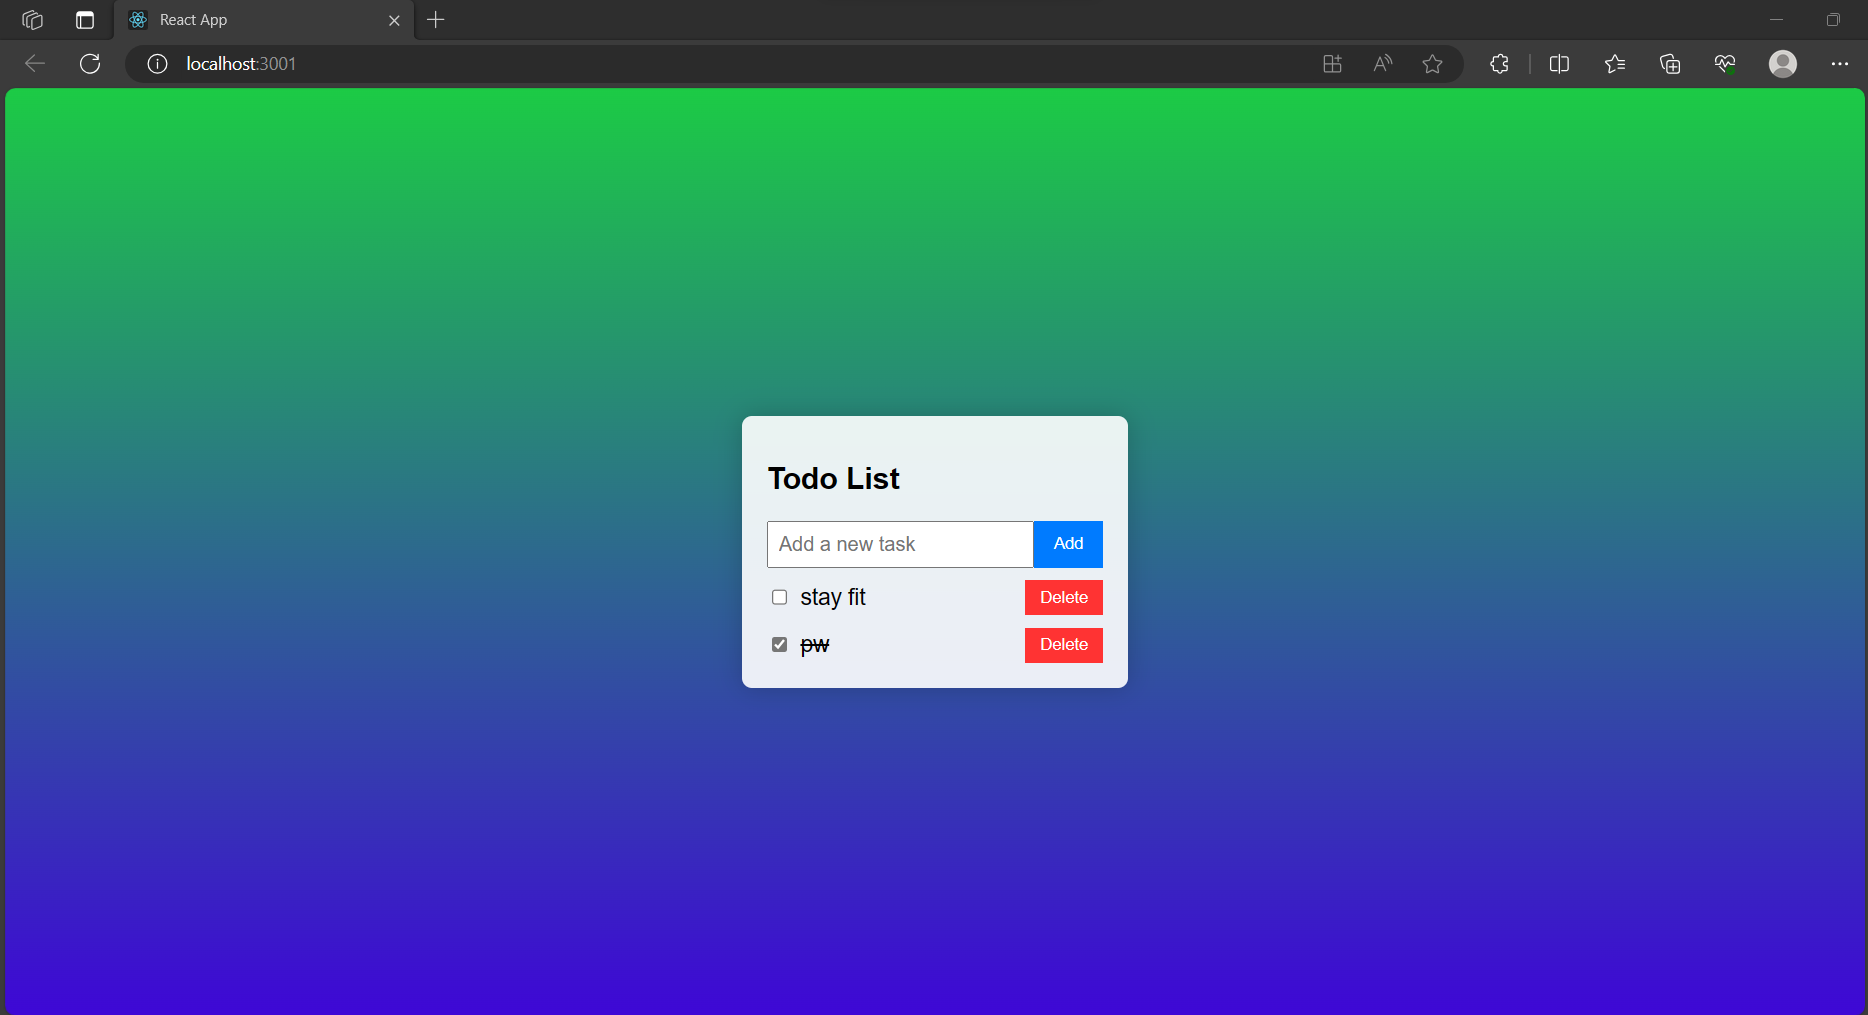 React App
localhost:3001
Todo List
Add a new task Add
stay fit Delete
pw Delete